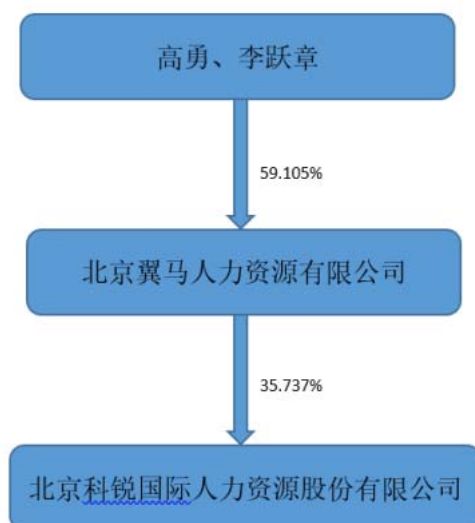 高勇、李跃章
59.105%
北京翼马人力资源有限公司
35.737%
北京科锐国际人力资源股份有限公司